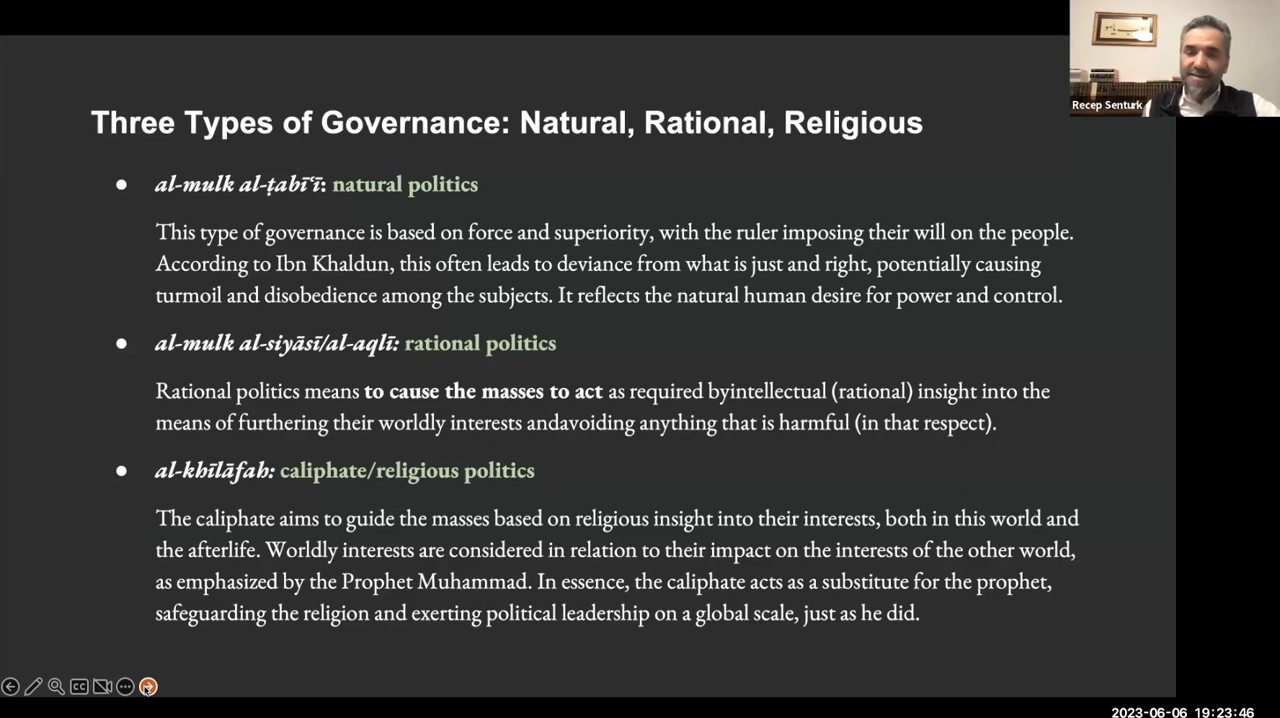 Recep Senturk
Three Types of Governance: Natural, Rational, Religious
● al-mulk al-ṭabīʿī: natural politics
This type of governance is based on force and superiority, with the ruler imposing their will on the people.
According to Ibn Khaldun, this often leads to deviance from what is just and right, potentially causing
turmoil and disobedience among the subjects. It reflects the natural human desire for power and control.
● al-mulk al-siyāsī/al-aqlī: rational politics
Rational politics means to cause the masses to act as required byintellectual (rational) insight into the
means of furthering their worldly interests andavoiding anything that is harmful (in that respect).
● al-khīlāfah: caliphate/religious politics
The caliphate aims to guide the masses based on religious insight into their interests, both in this world and
the afterlife. Worldly interests are considered in relation to their impact on the interests of the other world,
as emphasized by the Prophet Muhammad. In essence, the caliphate acts as a substitute for the prophet,
safeguarding the religion and exerting political leadership on a global scale, just as he did.
CC
2023-06-06 19:23:46